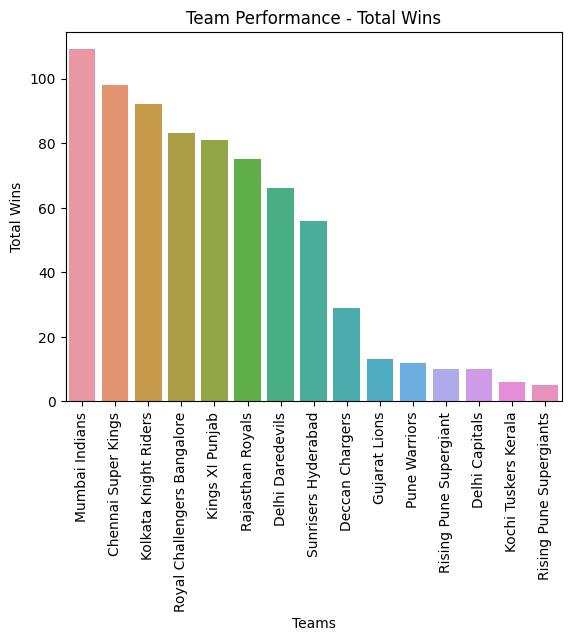 Team Performance - Total Wins
Total Wins
100
80
60
40
20
0
Mumbai Indians
Chennai Super Kings
Kolkata Knight Riders
Royal Challengers Bangalore
Kings XI Punjab
Rajasthan Royals
Delhi Daredevils
Sunrisers Hyderabad
Deccan Chargers
Gujarat Lions
Pune Warriors
Rising Pune Supergiant
Delhi Capitals
Kochi Tuskers Kerala
Rising Pune Supergiants
Teams